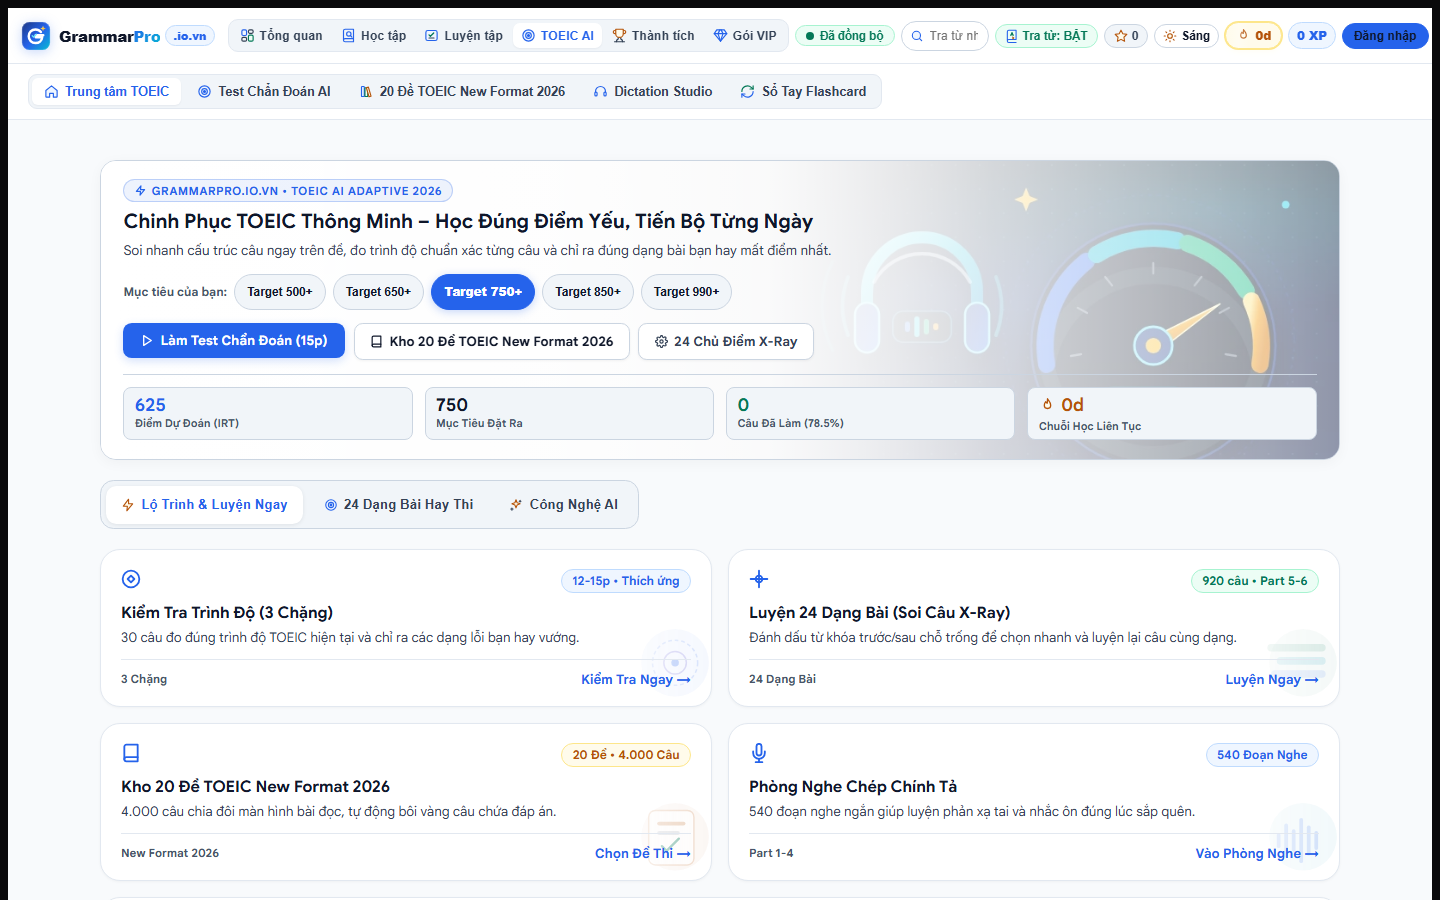 GrammarPro .io.vn Tổng quan Học tập Luyện tập TOEIC AI Thành tích Gói VIP Đã đồng bộ Tra từ nh Tra từ: BẬT 0 Sáng 0d 0 XP Đăng nhập
Trung tâm TOEIC Test Chẩn Đoán AI 20 Đề TOEIC New Format 2026 Dictation Studio Sổ Tay Flashcard
GRAMMARPRO.IO.VN • TOEIC AI ADAPTIVE 2026
Chinh Phục TOEIC Thông Minh – Học Đúng Điểm Yếu, Tiến Bộ Từng Ngày
Soi nhanh cấu trúc câu ngay trên đề, đo trình độ chuẩn xác từng câu và chỉ ra đúng dạng bài bạn hay mất điểm nhất.
Mục tiêu của bạn: Target 500+ Target 650+ Target 750+ Target 850+ Target 990+
Làm Test Chẩn Đoán (15p) Kho 20 Đề TOEIC New Format 2026 24 Chủ Điểm X-Ray
625 750 0 0d
Điểm Dự Đoán (IRT) Mục Tiêu Đặt Ra Câu Đã Làm (78.5%) Chuỗi Học Liên Tục
Lộ Trình & Luyện Ngay 24 Dạng Bài Hay Thi Công Nghệ AI
12-15p • Thích ứng
Kiểm Tra Trình Độ (3 Chặng)
30 câu đo đúng trình độ TOEIC hiện tại và chỉ ra các dạng lỗi bạn hay vướng.
3 Chặng Kiểm Tra Ngay →
920 câu • Part 5-6
Luyện 24 Dạng Bài (Soi Câu X-Ray)
Đánh dấu từ khóa trước/sau chỗ trống để chọn nhanh và luyện lại câu cùng dạng.
24 Dạng Bài Luyện Ngay →
20 Đề • 4.000 Câu
Kho 20 Đề TOEIC New Format 2026
4.000 câu chia đôi màn hình bài đọc, tự động bôi vàng câu chứa đáp án.
New Format 2026 Chọn Đề Thi →
540 Đoạn Nghe
Phòng Nghe Chép Chính Tả
540 đoạn nghe ngắn giúp luyện phản xạ tai và nhắc ôn đúng lúc sắp quên.
Part 1-4 Vào Phòng Nghe →